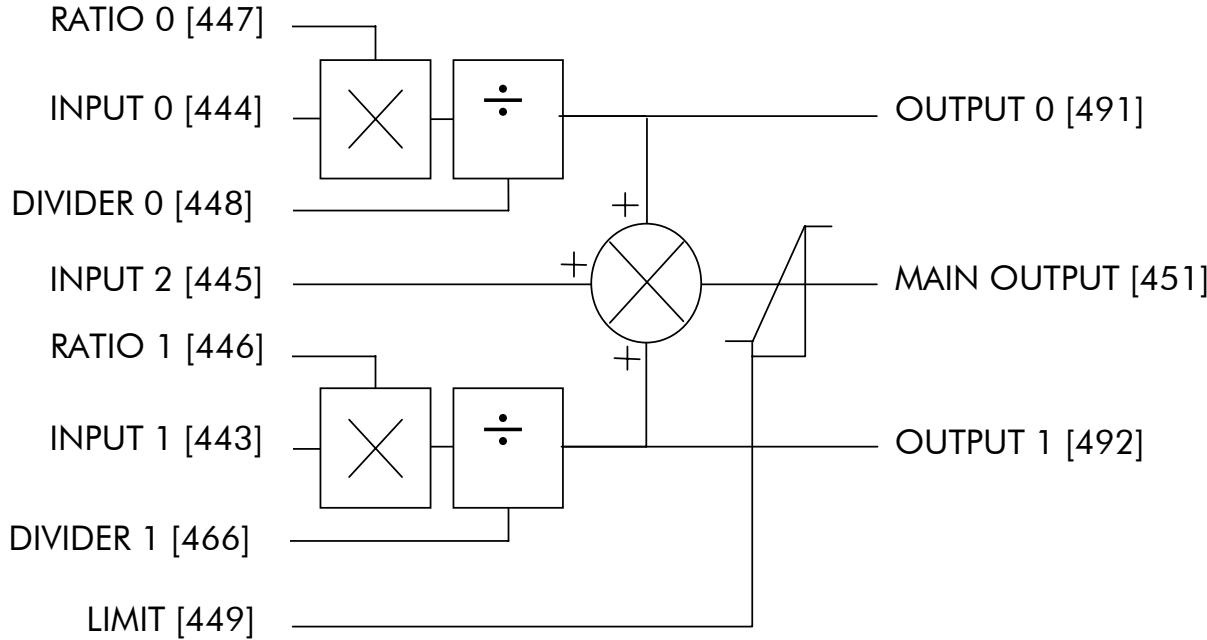 RATIO 0 [447]
INPUT 0 [444]
OUTPUT 0 [491]
DIVIDER 0 [448]
INPUT 2 [445]
MAIN OUTPUT [451]
RATIO 1 [446]
INPUT 1 [443]
OUTPUT 1 [492]
DIVIDER 1 [466]
LIMIT [449]